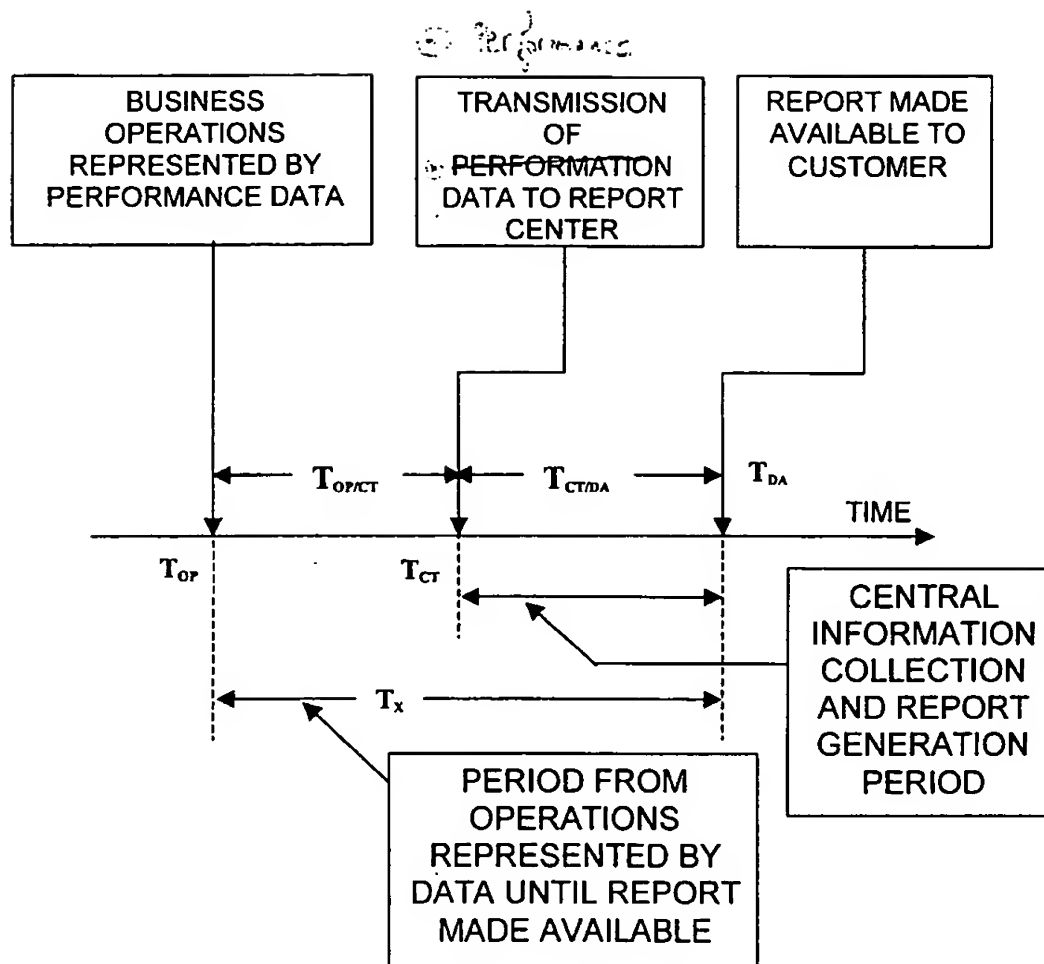 Performance
BUSINESS
OPERATIONS
REPRESENTED BY
PERFORMANCE DATA
TRANSMISSION
OF
PERFORMATION
DATA TO REPORT
CENTER
REPORT MADE
AVAILABLE TO
CUSTOMER
T_OP/CT
T_CT/DA
T_DA
TIME
T_OP
T_CT
CENTRAL
INFORMATION
COLLECTION
AND REPORT
GENERATION
PERIOD
T_X
PERIOD FROM
OPERATIONS
REPRESENTED BY
DATA UNTIL REPORT
MADE AVAILABLE